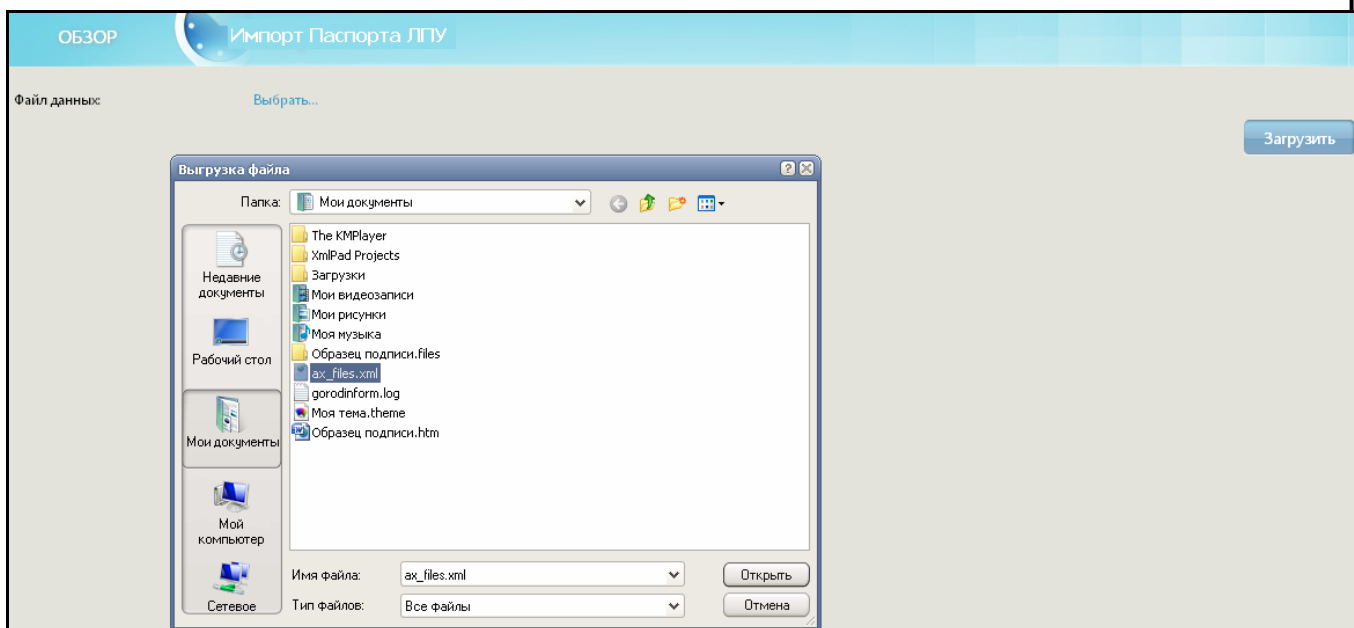 ОБЗОР
Импорт Паспорта ЛПУ
Файл данных:
Выбрать...
Загрузить
Выгрузка файла
Папка:
Мои документы
Недавние документы
Рабочий стол
Мои документы
Мой компьютер
Сетевое
The KMPlayer
XmlPad Projects
Загрузки
Мои видеозаписи
Мои рисунки
Моя музыка
Образец подписи.files
ax_files.xml
gorodinform.log
Моя тема.theme
Образец подписи.htm
Имя файла:
ax_files.xml
Открыть
Тип файлов:
Все файлы
Отмена